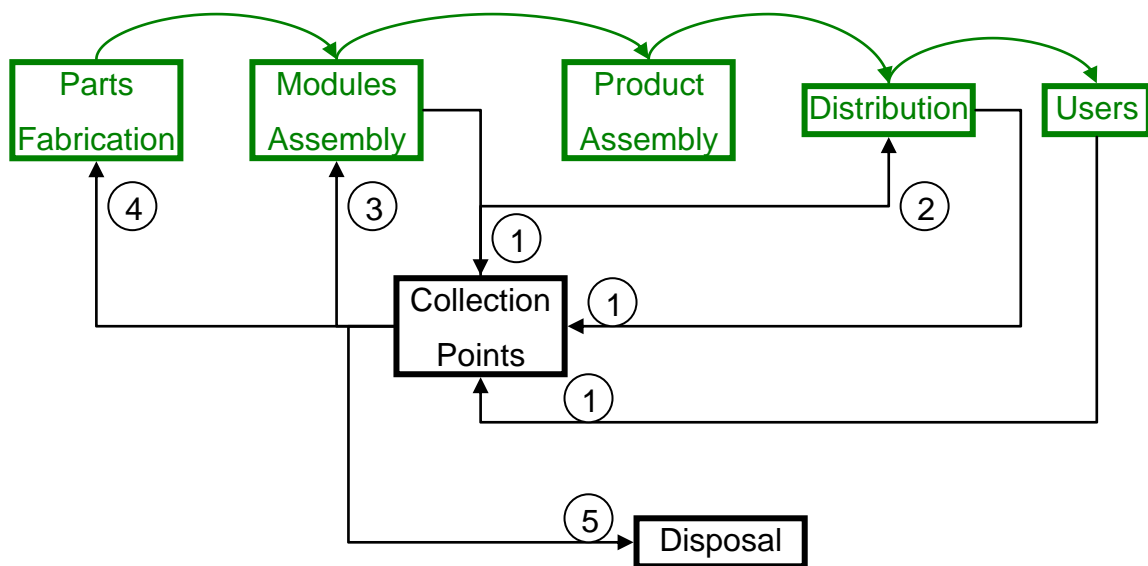 Parts
Fabrication
Modules
Assembly
Product
Assembly
Distribution
Users
4
3
1
2
Collection
Points
1
1
5
Disposal